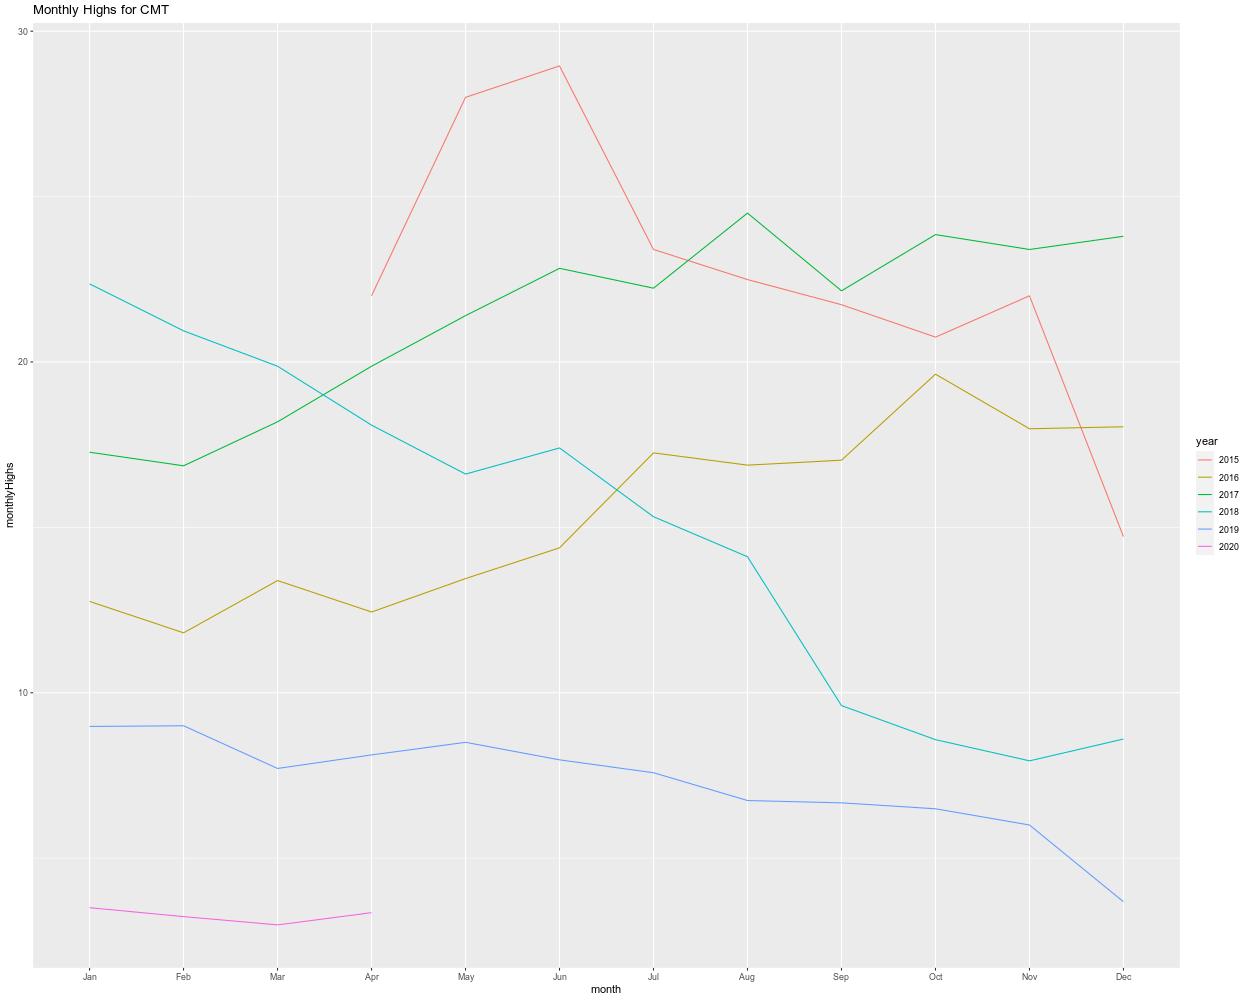 Monthly Highs for CMT
30
20
10
monthlyHighs
Jan Feb Mar Apr May Jun Jul Aug Sep Oct Nov Dec
month
year
2015
2016
2017
2018
2019
2020